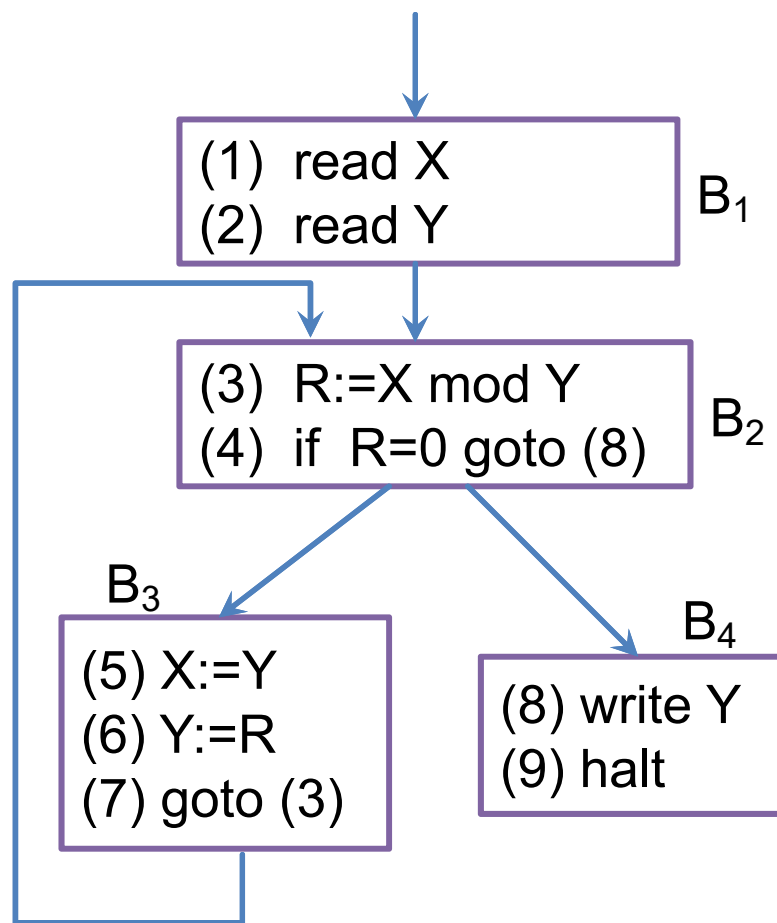 (1) read X
(2) read Y
B₁
(3) R:=X mod Y
(4) if R=0 goto (8)
B₂
B₃
(5) X:=Y
(6) Y:=R
(7) goto (3)
B₄
(8) write Y
(9) halt